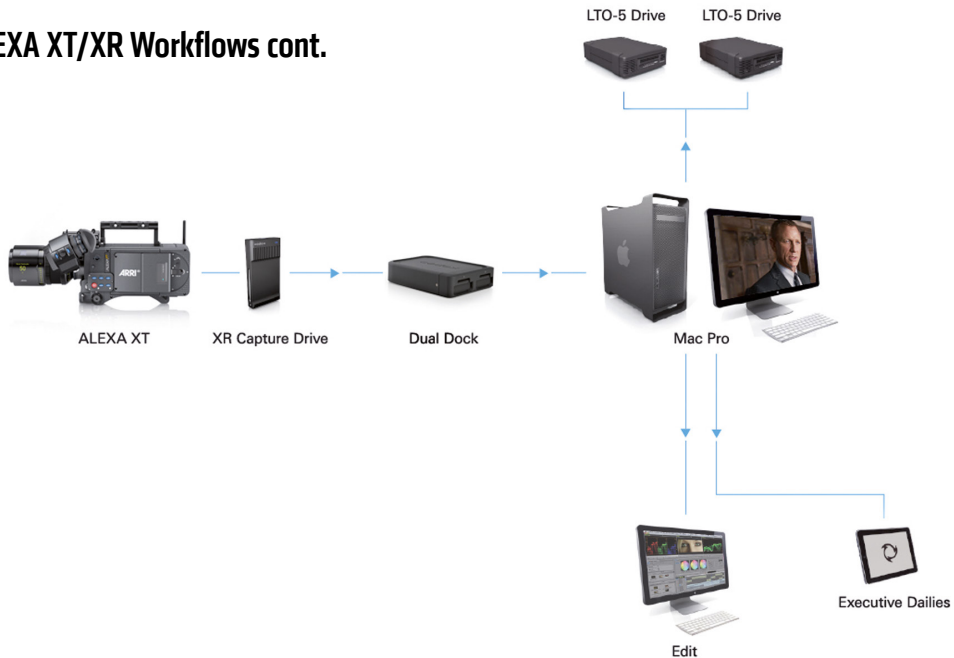 EXA XT/XR Workflows cont.
LTO-5 Drive
LTO-5 Drive
ARRI
ALEXA XT
XR Capture Drive
Dual Dock
Mac Pro
Edit
Executive Dailies